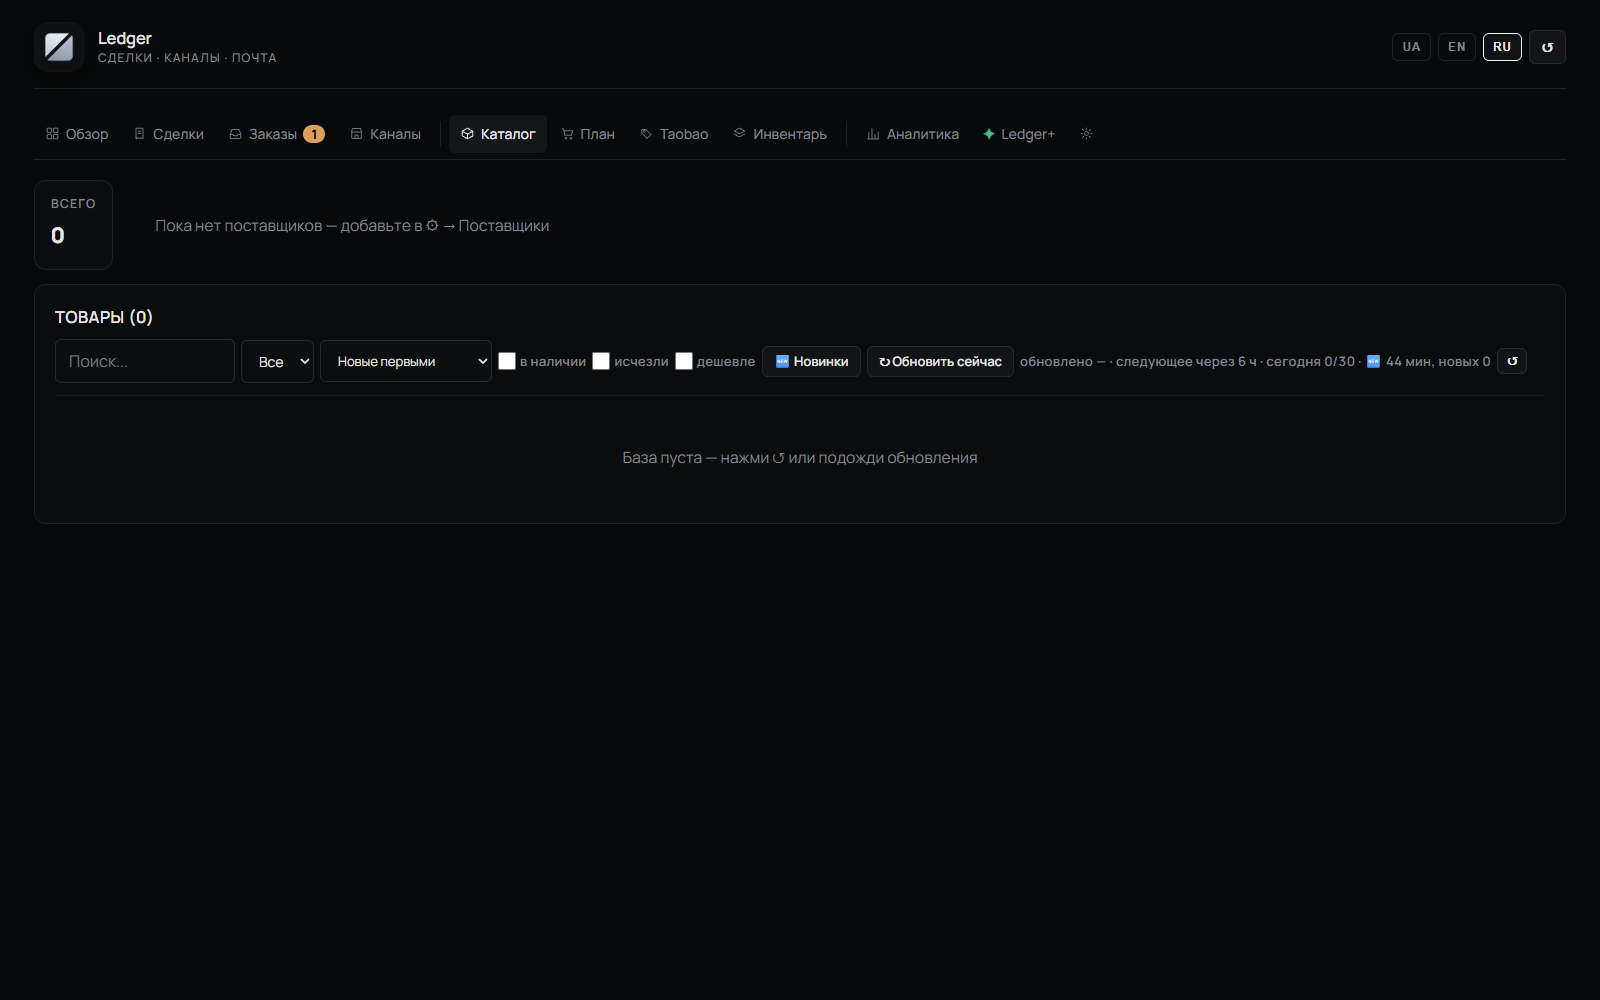 Ledger
СДЕЛКИ · КАНАЛЫ · ПОЧТА
UA EN RU ↺
Обзор Сделки Заказы 1 Каналы Каталог План Taobao Инвентарь Аналитика Ledger+
ВСЕГО
0
Пока нет поставщиков — добавьте в ⚙ → Поставщики
ТОВАРЫ (0)
Поиск... Все Новые первыми в наличии исчезли дешевле 🆕 Новинки ↻ Обновить сейчас обновлено — · следующее через 6 ч · сегодня 0/30 · 🆕 44 мин, новых 0 ↺
База пуста — нажми ↺ или подожди обновления